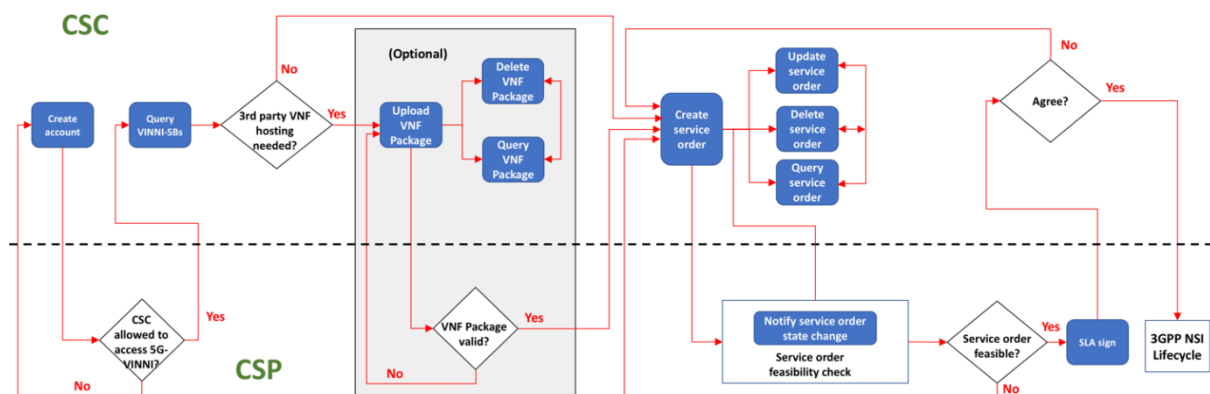 CSC
Create
account
Query
VINNI-SBs
3rd party VNF
hosting
needed?
No
Yes
(Optional)
Upload
VNF
Package
Delete
VNF
Package
Query
VNF
Package
Create
service
order
Update
service
order
Delete
service
order
Query
service
order
No
Agree?
Yes
CSC
allowed to
access 5G-
VINNI?
Yes
No
CSP
VNF Package
valid?
Yes
No
Notify service order
state change
Service order
feasibility check
Service order
feasible?
Yes
No
SLA sign
3GPP NSI
Lifecycle